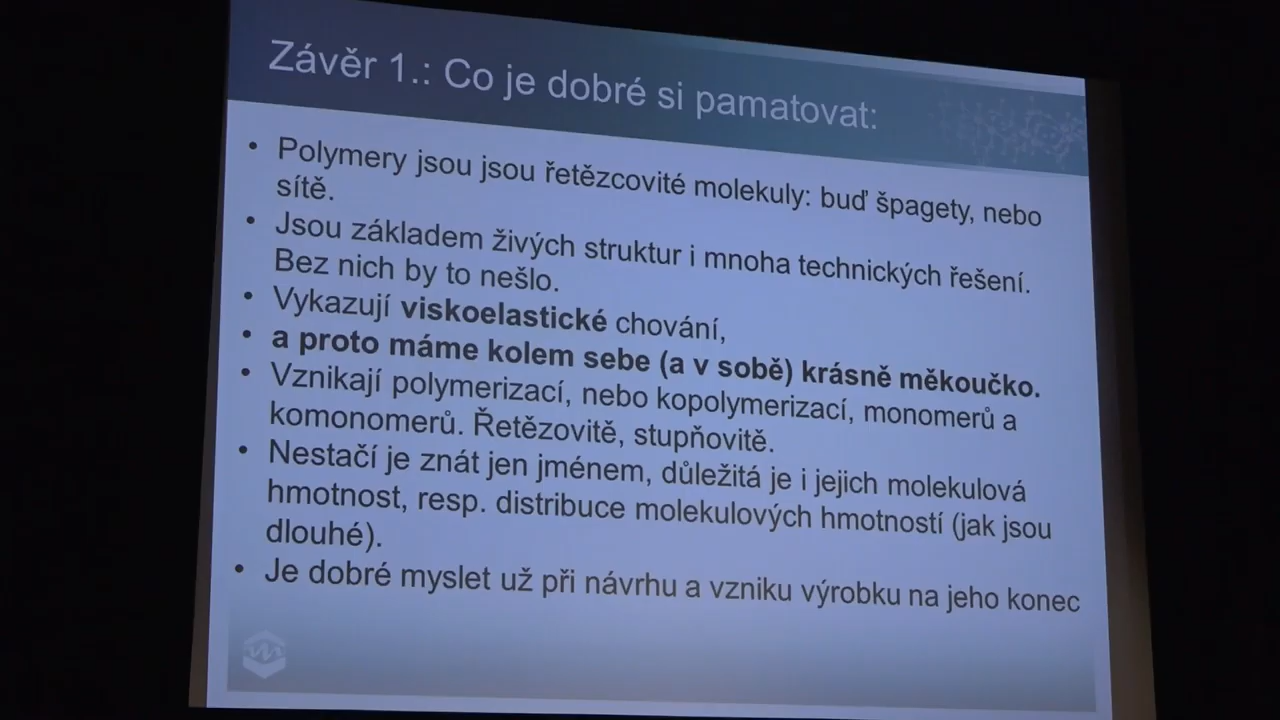 Závěr 1.: Co je dobré si pamatovat:
• Polymery jsou jsou řetězcovité molekuly: buď špagety, nebo
sítě.
• Jsou základem živých struktur i mnoha technických řešení.
Bez nich by to nešlo.
• Vykazují viskoelastické chování,
• a proto máme kolem sebe (a v sobě) krásně měkoučko.
• Vznikají polymerizací, nebo kopolymerizací, monomerů a
komonomerů. Řetězovitě, stupňovitě.
• Nestačí je znát jen jménem, důležitá je i jejich molekulová
hmotnost, resp. distribuce molekulových hmotností (jak jsou
dlouhé).
• Je dobré myslet už při návrhu a vzniku výrobku na jeho konec